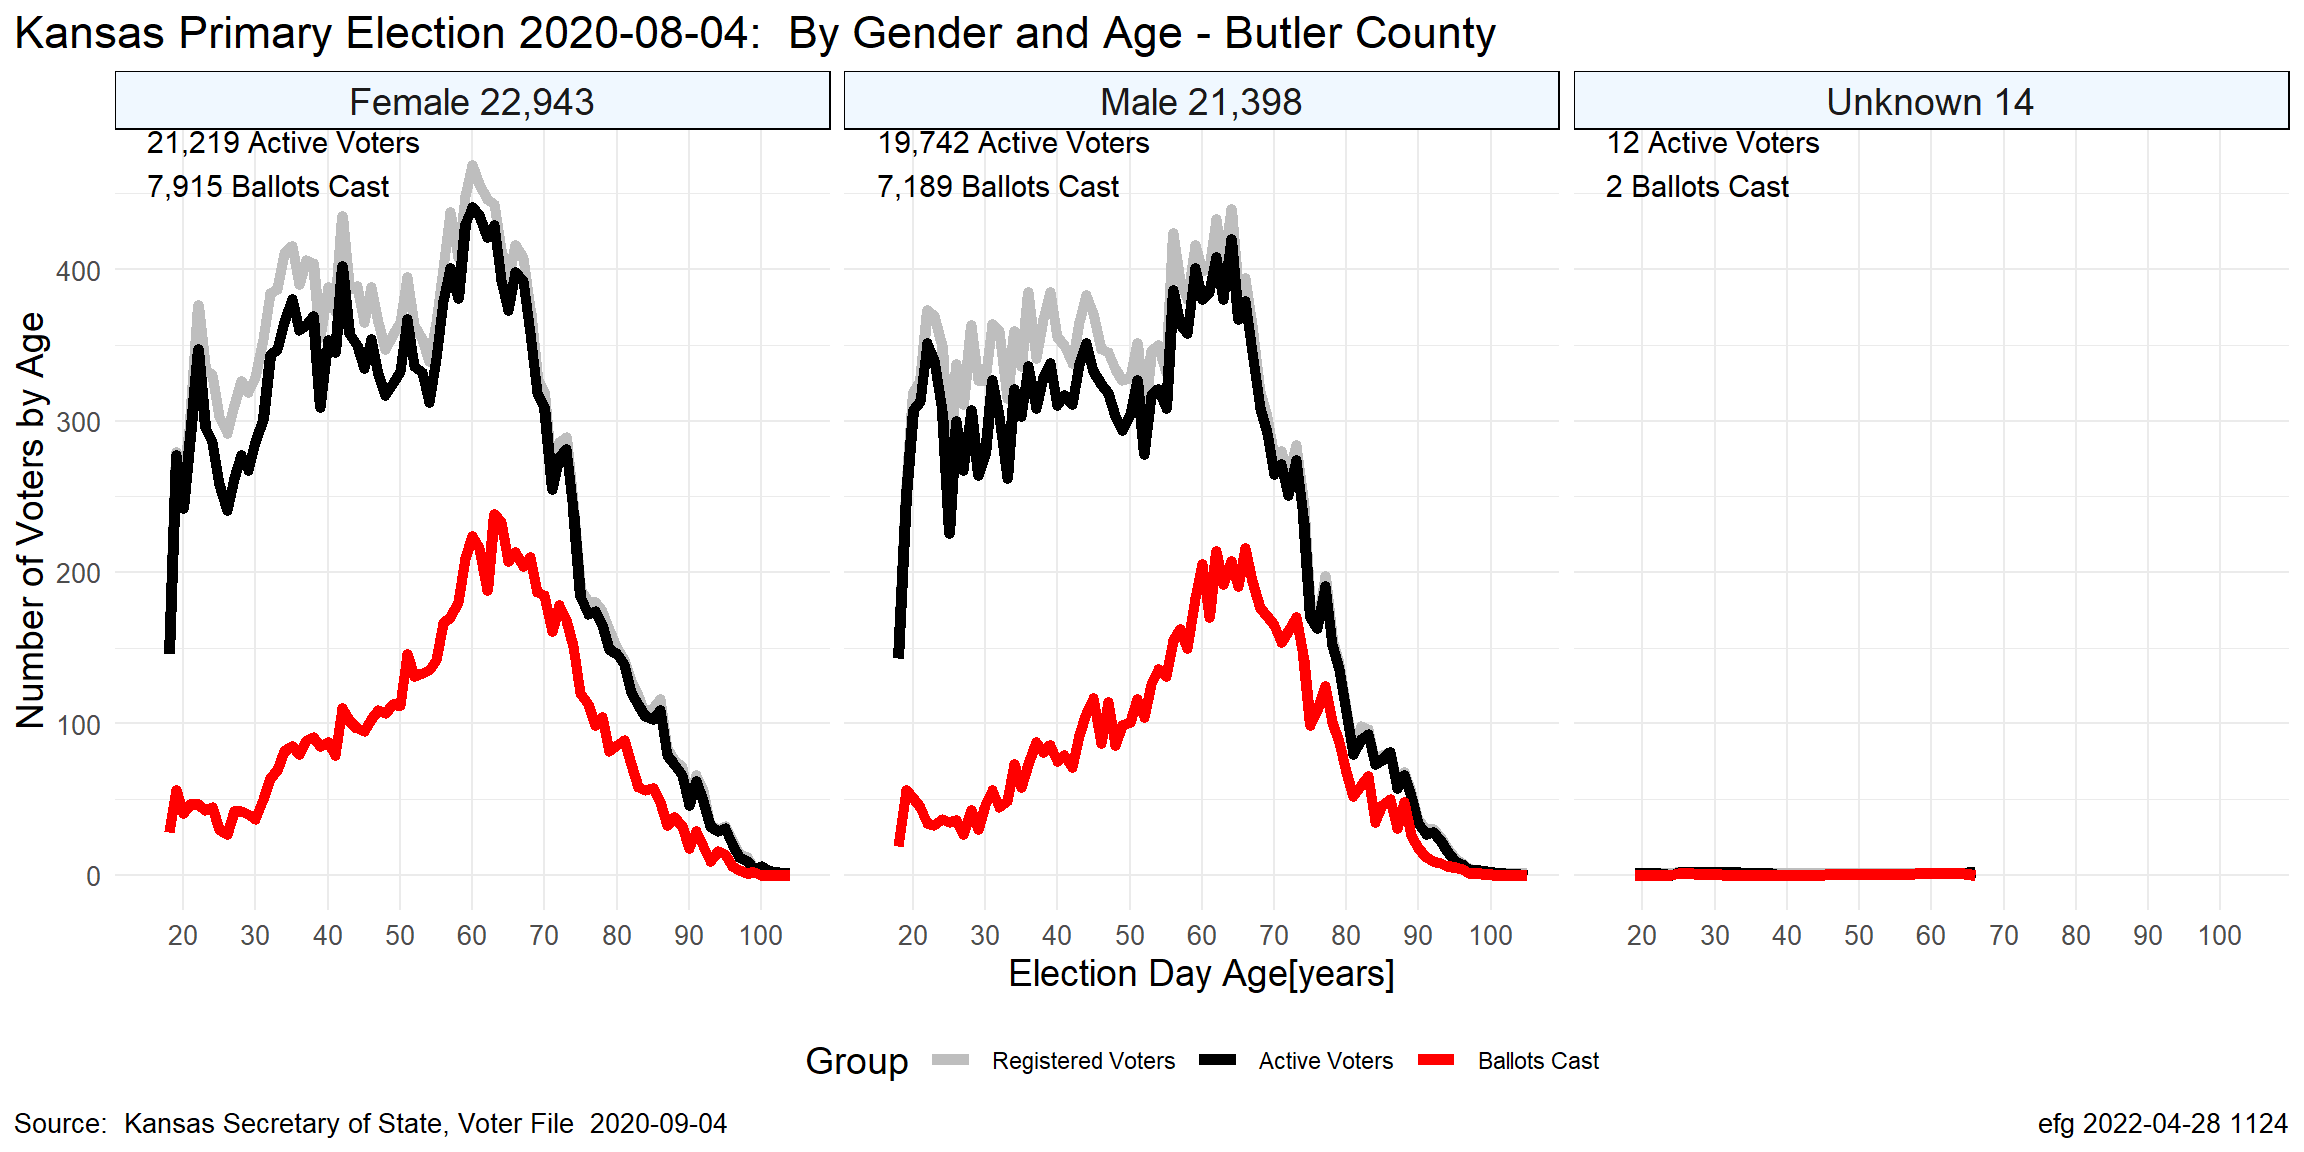 Kansas Primary Election 2020-08-04:  By Gender and Age - Butler County
Female 22,943
Male 21,398
Unknown 14
21,219 Active Voters
7,915 Ballots Cast
19,742 Active Voters
7,189 Ballots Cast
12 Active Voters
2 Ballots Cast
Number of Voters by Age
400
300
200
100
0
20 30 40 50 60 70 80 90 100
20 30 40 50 60 70 80 90 100
20 30 40 50 60 70 80 90 100
Election Day Age[years]
Group Registered Voters Active Voters Ballots Cast
Source:  Kansas Secretary of State, Voter File  2020-09-04
efg 2022-04-28 1124